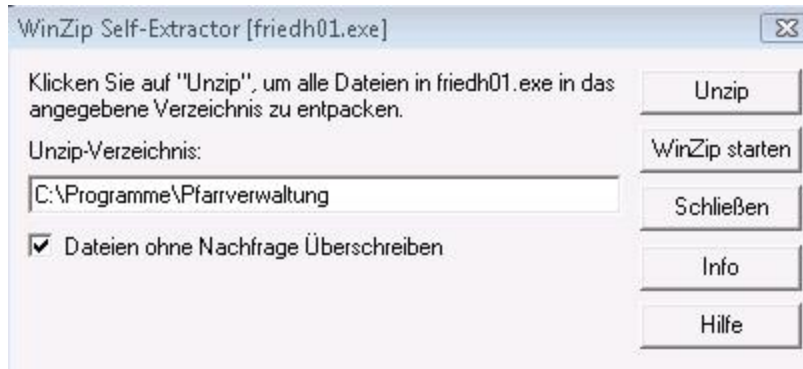 WinZip Self-Extractor [friedh01.exe]
Klicken Sie auf "Unzip", um alle Dateien in friedh01.exe in das
angegebene Verzeichnis zu entpacken.
Unzip-Verzeichnis:
C:\Programme\Pfarrverwaltung
Dateien ohne Nachfrage Überschreiben
Unzip
WinZip starten
Schließen
Info
Hilfe